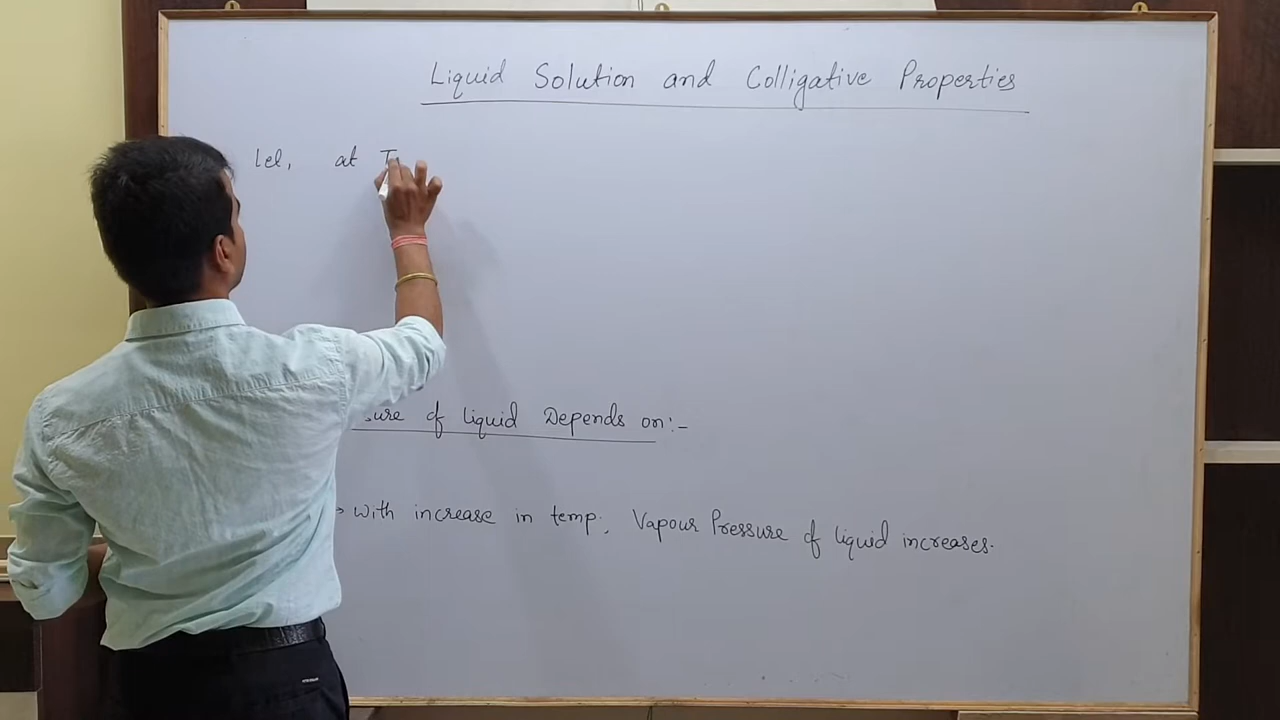 Liquid Solution and Colligative Properties
let, at T
sure of liquid Depends on:-
→ with increase in temp; Vapour Pressure of liquid increases.